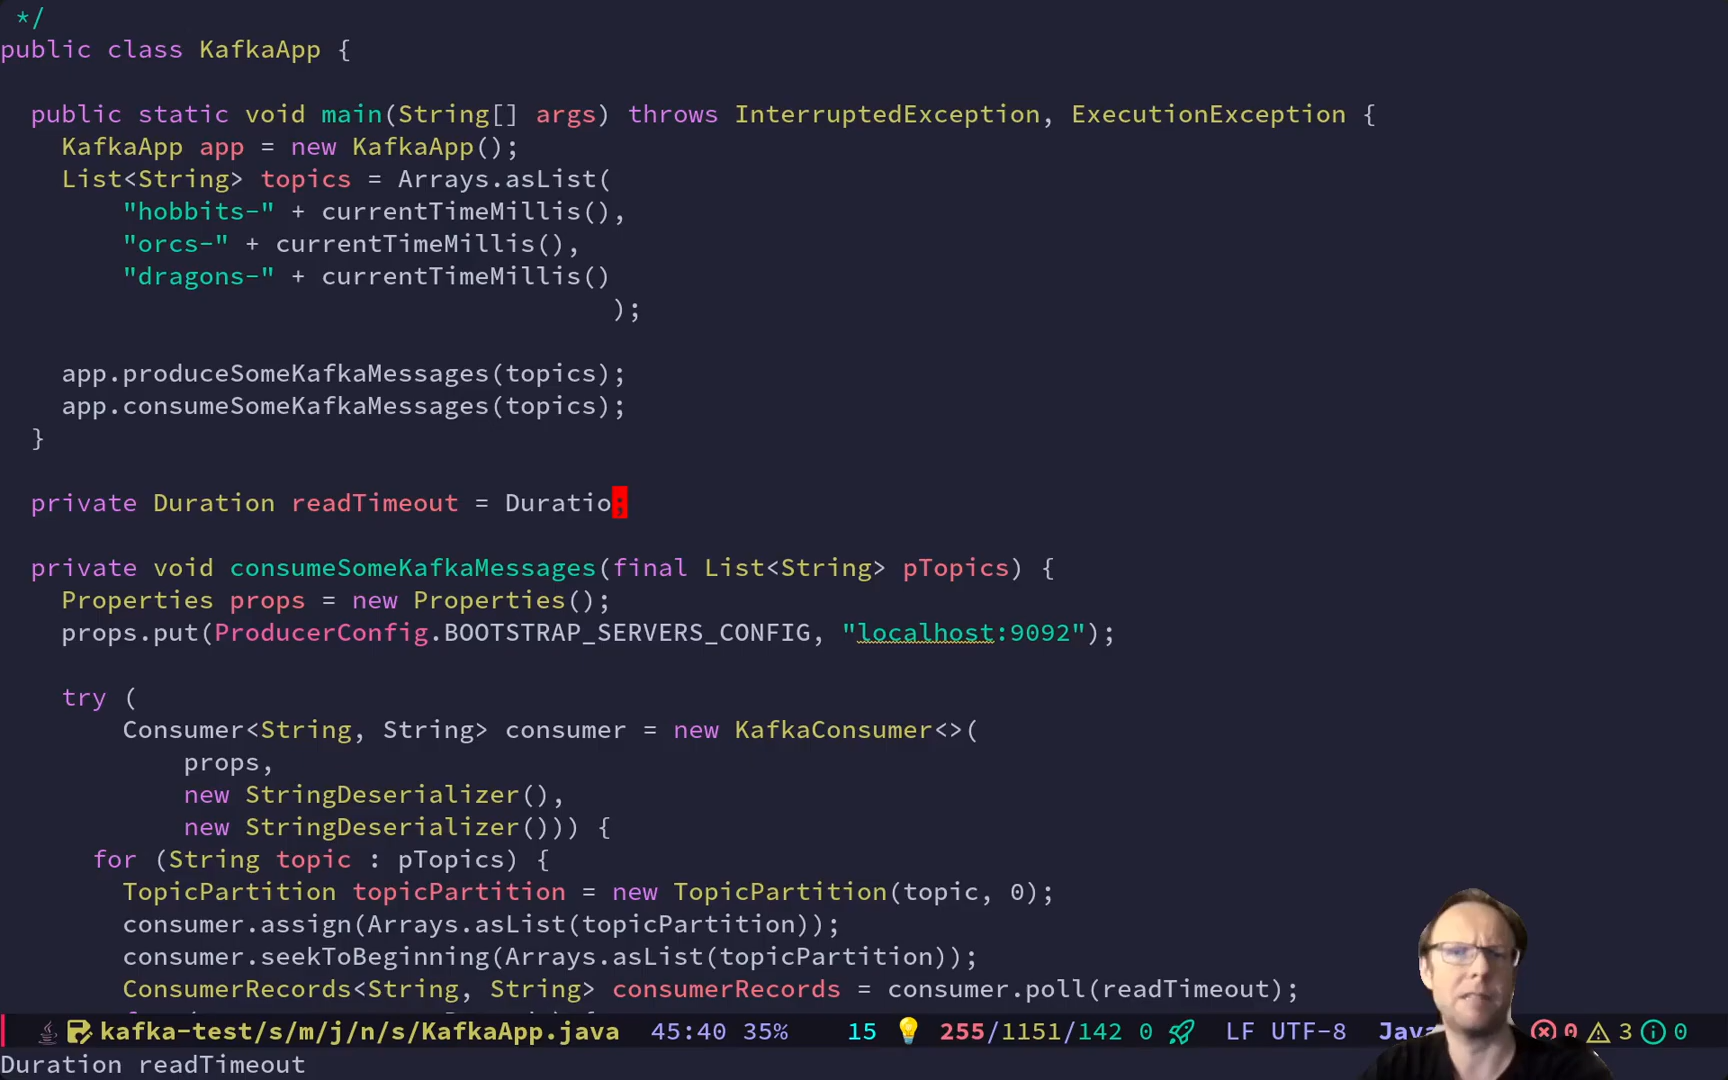 */
public class KafkaApp {

  public static void main(String[] args) throws InterruptedException, ExecutionException {
    KafkaApp app = new KafkaApp();
    List<String> topics = Arrays.asList(
        "hobbits-" + currentTimeMillis(),
        "orcs-" + currentTimeMillis(),
        "dragons-" + currentTimeMillis()
                                        );

    app.produceSomeKafkaMessages(topics);
    app.consumeSomeKafkaMessages(topics);
  }

  private Duration readTimeout = Duratio;

  private void consumeSomeKafkaMessages(final List<String> pTopics) {
    Properties props = new Properties();
    props.put(ProducerConfig.BOOTSTRAP_SERVERS_CONFIG, "localhost:9092");

    try (
        Consumer<String, String> consumer = new KafkaConsumer<>(
            props,
            new StringDeserializer(),
            new StringDeserializer())) {
      for (String topic : pTopics) {
        TopicPartition topicPartition = new TopicPartition(topic, 0);
        consumer.assign(Arrays.asList(topicPartition));
        consumer.seekToBeginning(Arrays.asList(topicPartition));
        ConsumerRecords<String, String> consumerRecords = consumer.poll(readTimeout);
kafka-test/s/m/j/n/s/KafkaApp.java 45:40 35% 15 255/1151/142 0 LF UTF-8 Java 0 3 0
Duration readTimeout